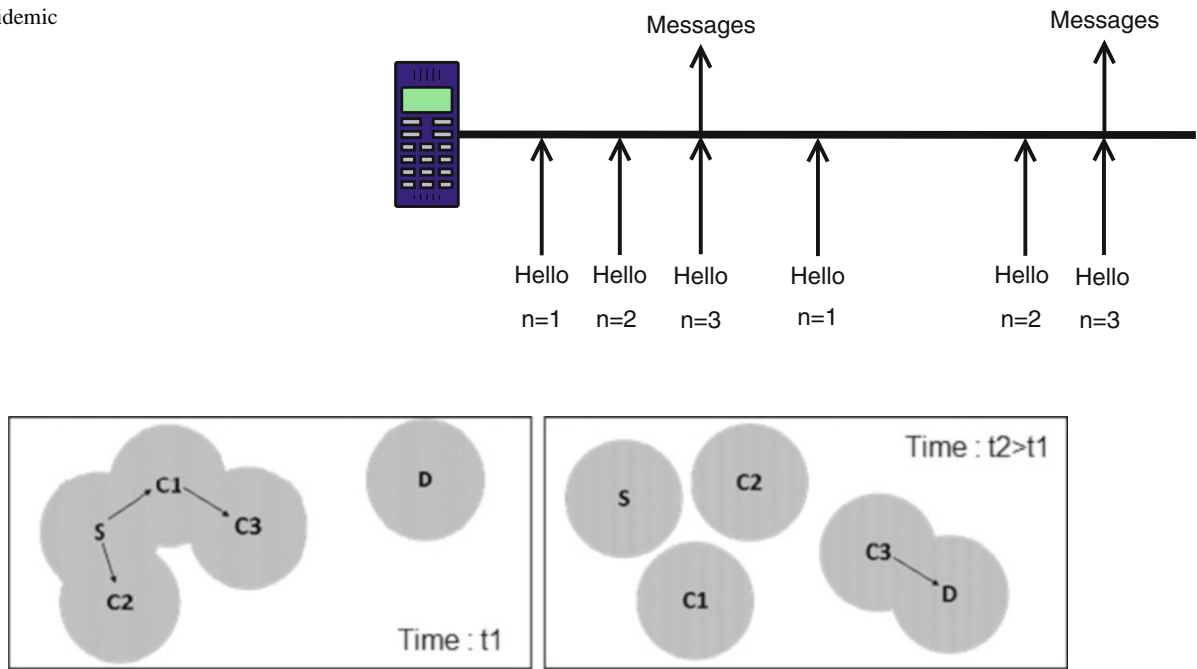 idemic
Messages Messages
Hello Hello Hello Hello Hello Hello
n=1 n=2 n=3 n=1 n=2 n=3
D
C1
S
C3
C2
Time : t1
Time : t2>t1
C2
S
C3
D
C1